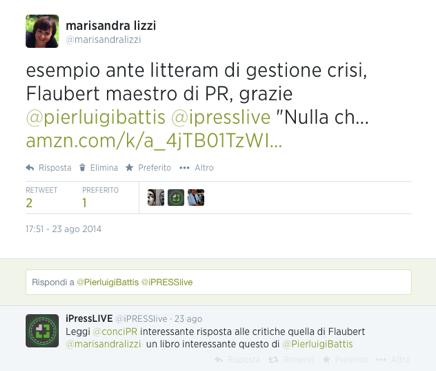 marisandra lizzi
@marisandralizzi
esempio ante litteram di gestione crisi,
Flaubert maestro di PR, grazie
@pierluigibattis @ipresslive "Nulla ch...
amzn.com/k/a_4jTB01TzWI...
Risposta Elimina Preferito Altro
RETWEET PREFERITO
2 1
17:51 - 23 ago 2014
Rispondi a @PierluigiBattis @iPRESSlive
iPressLIVE @iPRESSlive · 23 ago
Leggi @conciPR interessante risposta alle critiche quella di Flaubert
@marisandralizzi un libro interessante questo di @PierluigiBattis
Risposta Retweet Preferito Altro